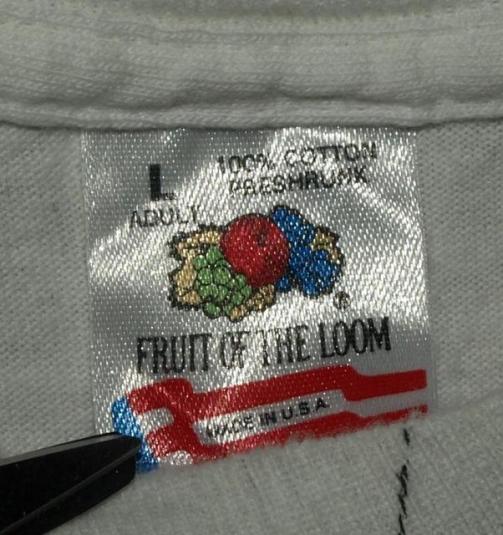 L
ADULT
100% COTTON
PRESHRUNK
®
FRUIT OF THE LOOM
MADE IN U.S.A